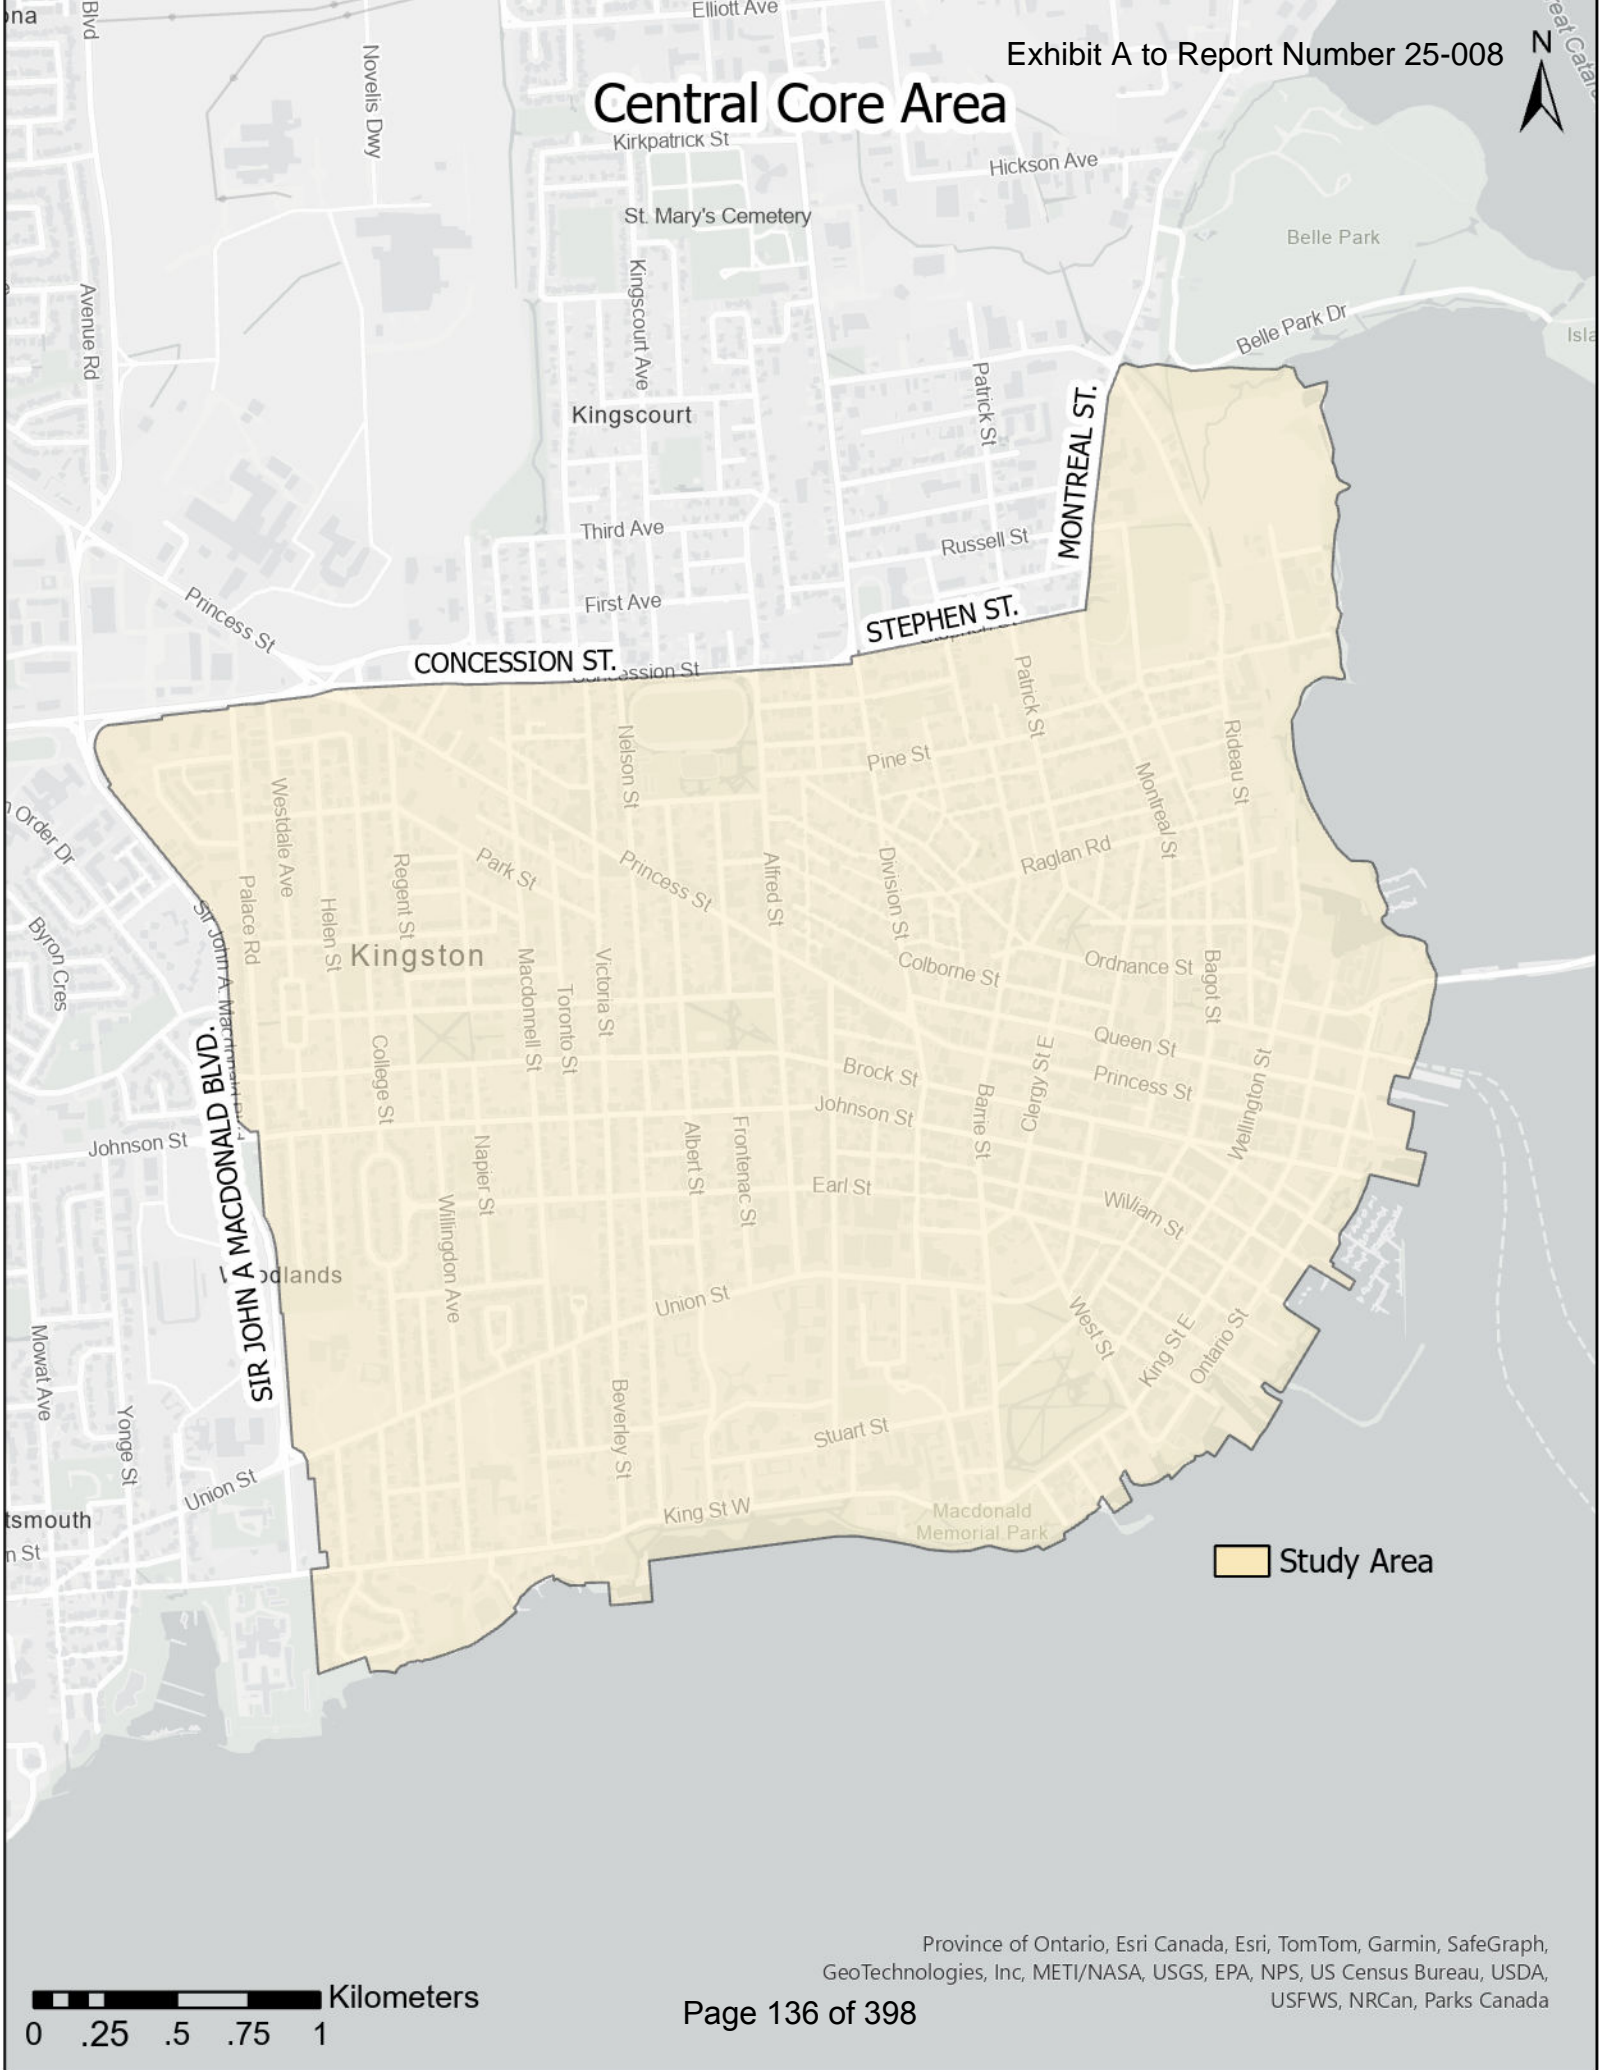 Exhibit A to Report Number 25-008
N
Central Core Area
Elliott Ave
Blvd
Novelis Dwy
Kirkpatrick St
Hickson Ave
St. Mary's Cemetery
Belle Park
Kingscourt Ave
Avenue Rd
Belle Park Dr
Patrick St
Kingscourt
MONTREAL ST.
Third Ave
Russell St
Princess St
First Ave
STEPHEN ST.
CONCESSION ST.
Patrick St
Nelson St
Rideau St
Pine St
Westdale Ave
Montreal St
Order Dr
Park St
Princess St
Regent St
Alfred St
Division St
Raglan Rd
Palace Rd
Helen St
Byron Cres
Kingston
Macdonnell St
Toronto St
Victoria St
Colborne St
Ordnance St
Bagot St
Sir John A. Macdonald Blvd
College St
Queen St
Brock St
Clergy St E
Princess St
Barrie St
Wellington St
Johnson St
Johnson St
SIR JOHN A MACDONALD BLVD.
Albert St
Frontenac St
Napier St
Earl St
William St
Willingdon Ave
Union St
West St
King St E
Ontario St
Mowat Ave
Yonge St
Beverley St
Stuart St
Union St
King St W
Macdonald
Memorial Park
Study Area
Province of Ontario, Esri Canada, Esri, TomTom, Garmin, SafeGraph,
GeoTechnologies, Inc, METI/NASA, USGS, EPA, NPS, US Census Bureau, USDA,
USFWS, NRCan, Parks Canada
Kilometers
0 .25 .5 .75 1
Page 136 of 398